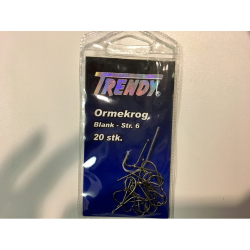 TRENDY
Ormekrog
Blank - Str. 6
20 stk.